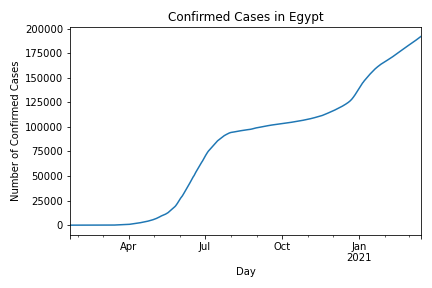 Confirmed Cases in Egypt
200000
175000
150000
125000
100000
75000
50000
25000
0
Number of Confirmed Cases
Apr
Jul
Oct
Jan
2021
Day